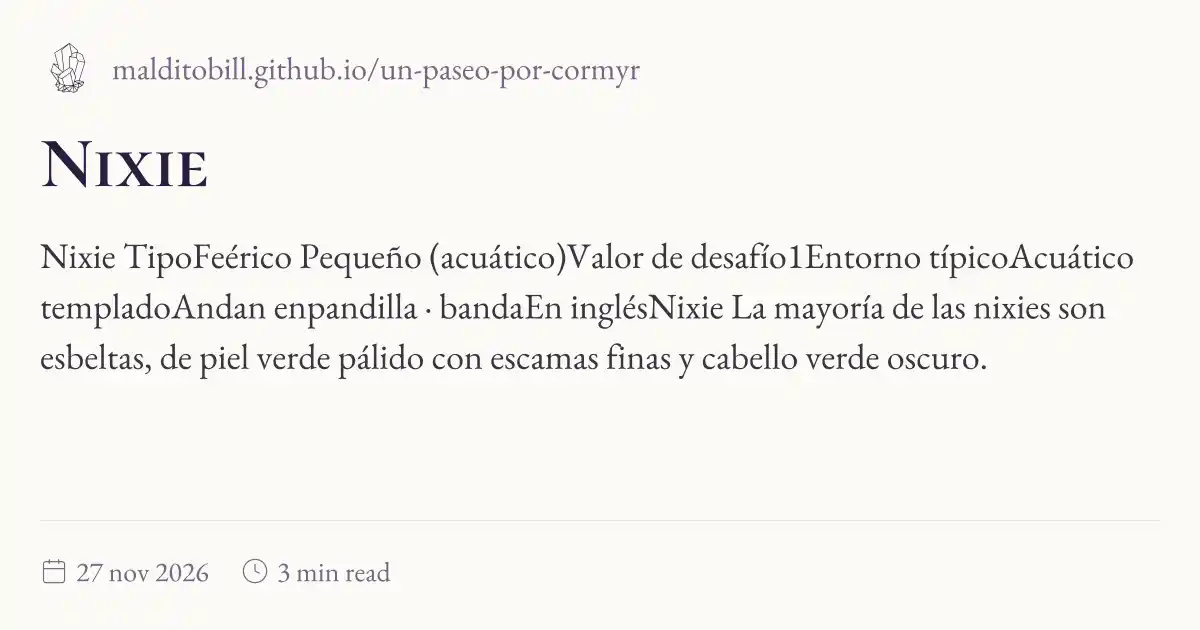 malditobill.github.io/un-paseo-por-cormyr
Nixie
Nixie TipoFeérico Pequeño (acuático)Valor de desafío1Entorno típicoAcuático
templadoAndan enpandilla · bandaEn inglésNixie La mayoría de las nixies son
esbeltas, de piel verde pálido con escamas finas y cabello verde oscuro.
27 nov 2026 3 min read